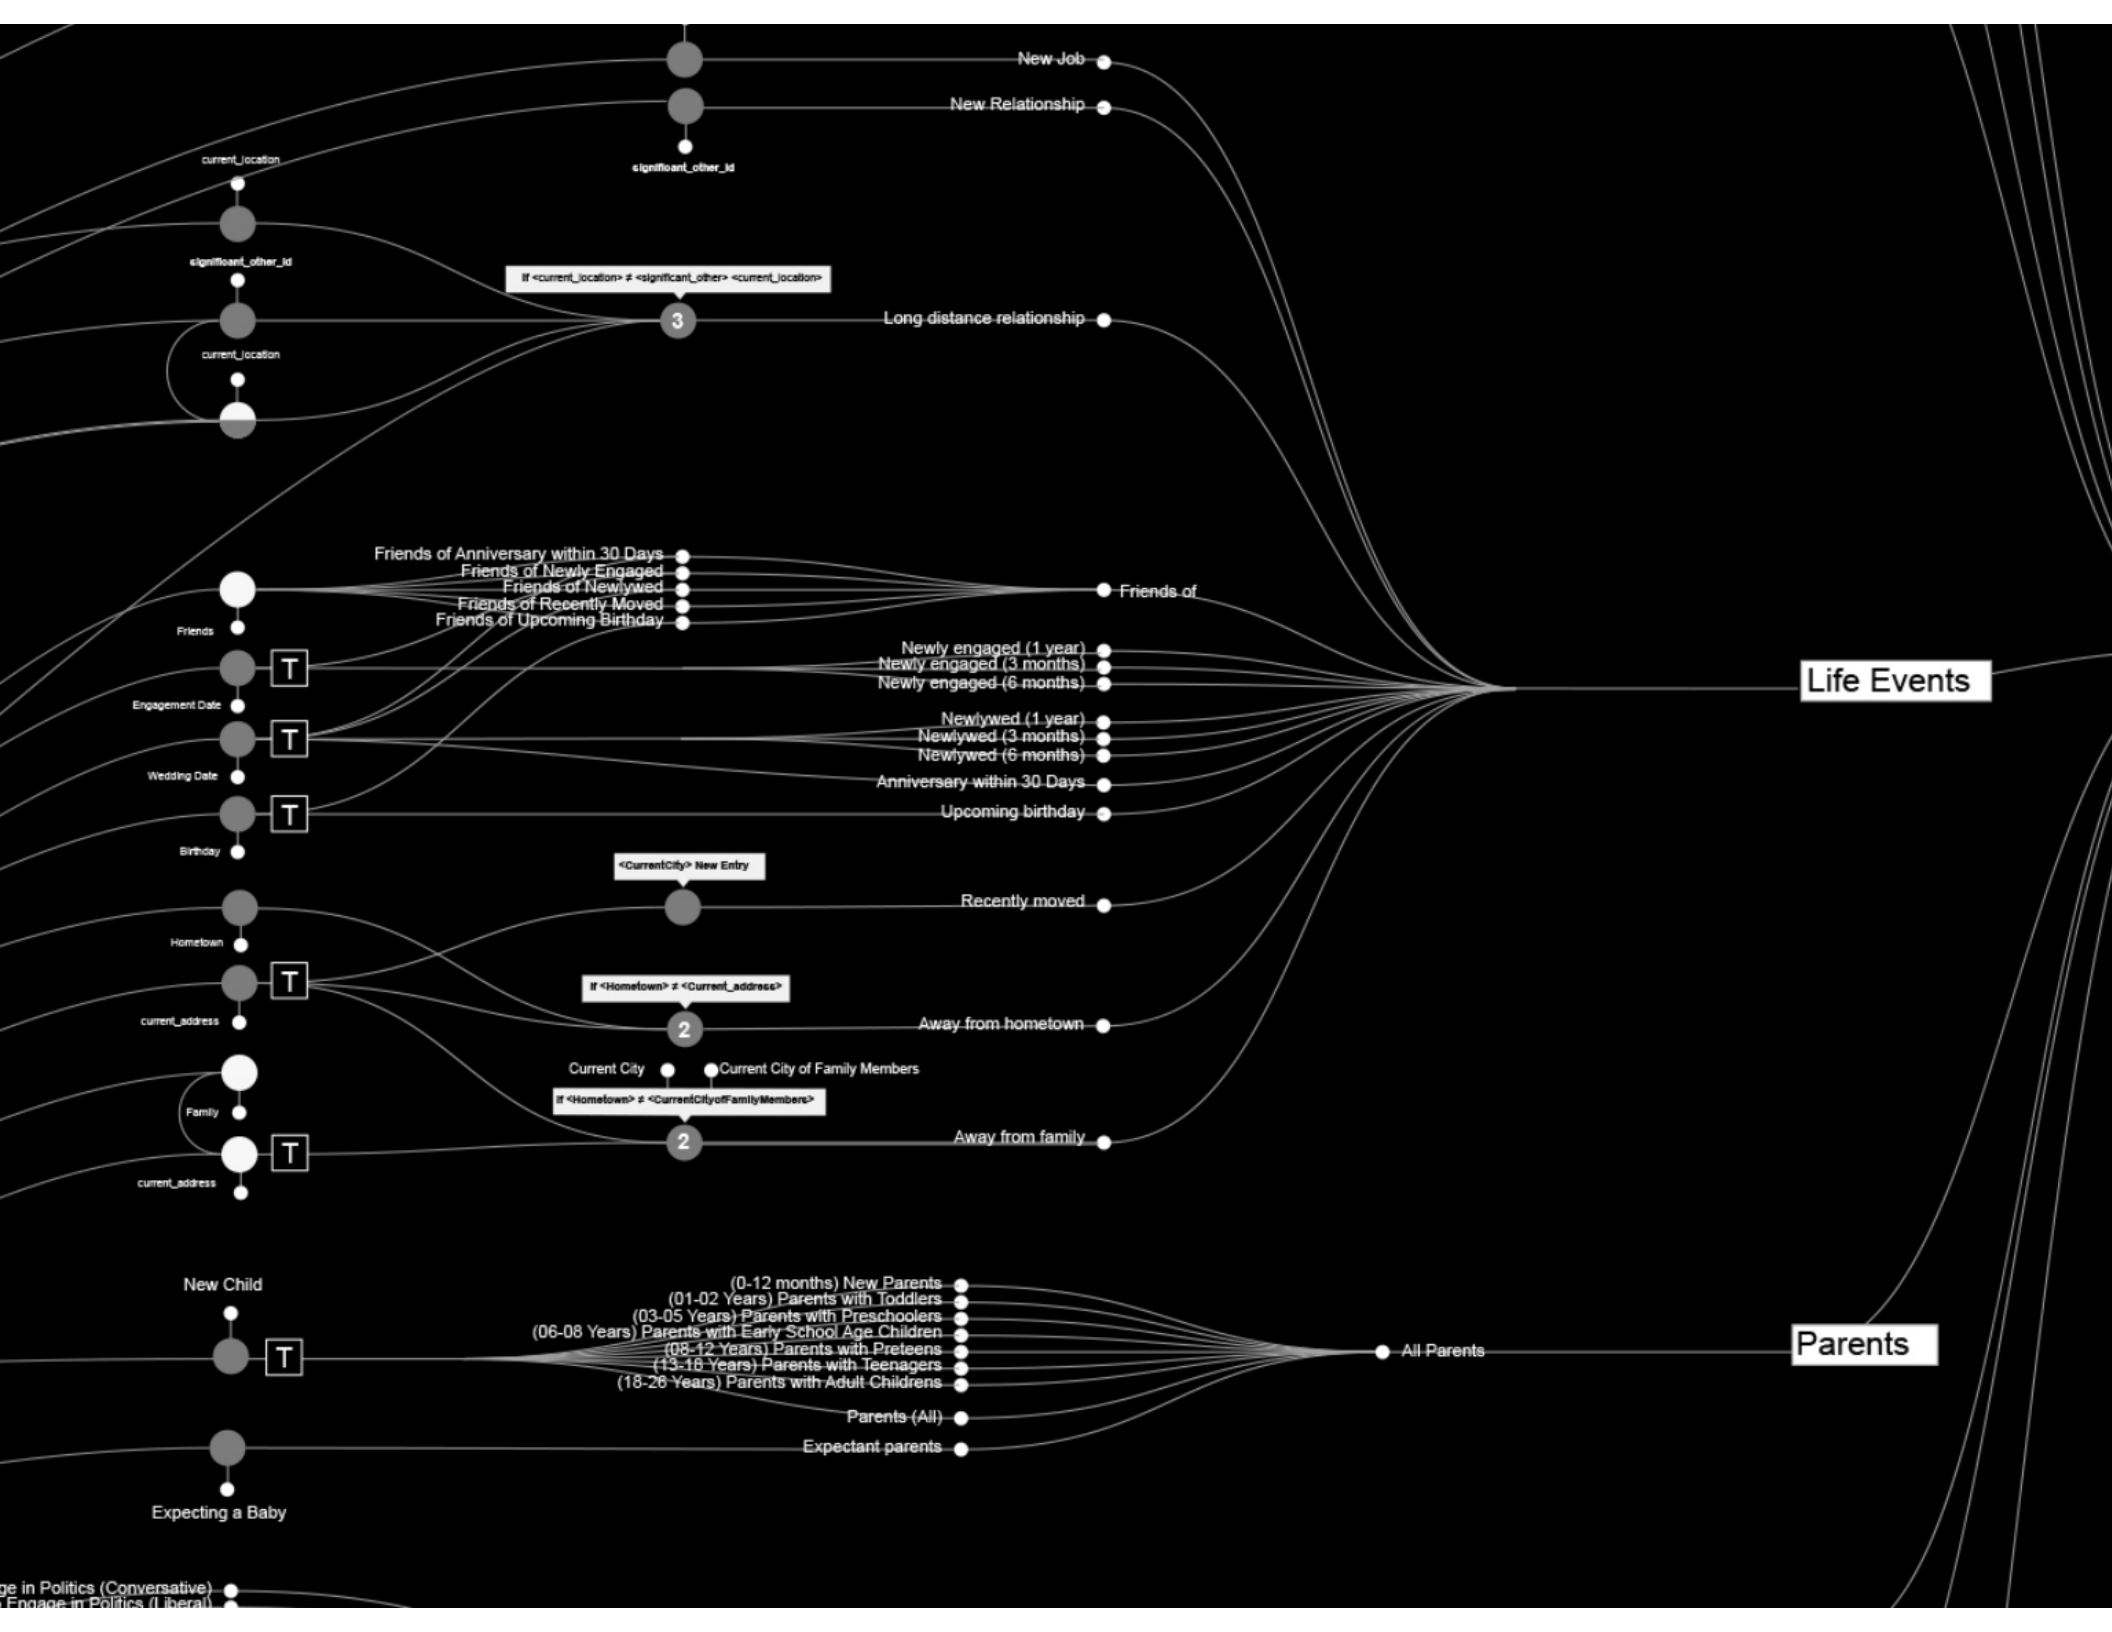 New Job
New Relationship
significant_other_id
current_location
significant_other_id
If <current_location> ≠ <significant_other> <current_location>
3
Long distance relationship
current_location
Friends of Anniversary within 30 Days
Friends of Newly Engaged
Friends of Newlywed
Friends of Recently Moved
Friends of Upcoming Birthday
Friends of
Friends
Newly engaged (1 year)
Newly engaged (3 months)
Newly engaged (6 months)
T
Engagement Date
Life Events
Newlywed (1 year)
Newlywed (3 months)
Newlywed (6 months)
T
Wedding Date
Anniversary within 30 Days
T
Upcoming birthday
Birthday
<CurrentCity> New Entry
Recently moved
Hometown
T
If <Hometown> ≠ <Current_address>
current_address
2
Away from hometown
Current City
Current City of Family Members
If <Hometown> ≠ <CurrentCityofFamilyMembers>
Family
2
Away from family
T
current_address
New Child
T
(0-12 months) New Parents
(01-02 Years) Parents with Toddlers
(03-05 Years) Parents with Preschoolers
(06-08 Years) Parents with Early School Age Children
(08-12 Years) Parents with Preteens
(13-18 Years) Parents with Teenagers
(18-26 Years) Parents with Adult Childrens
Parents (All)
Expectant parents
All Parents
Parents
Expecting a Baby
ge in Politics (Conversative)
Engage in Politics (Liberal)